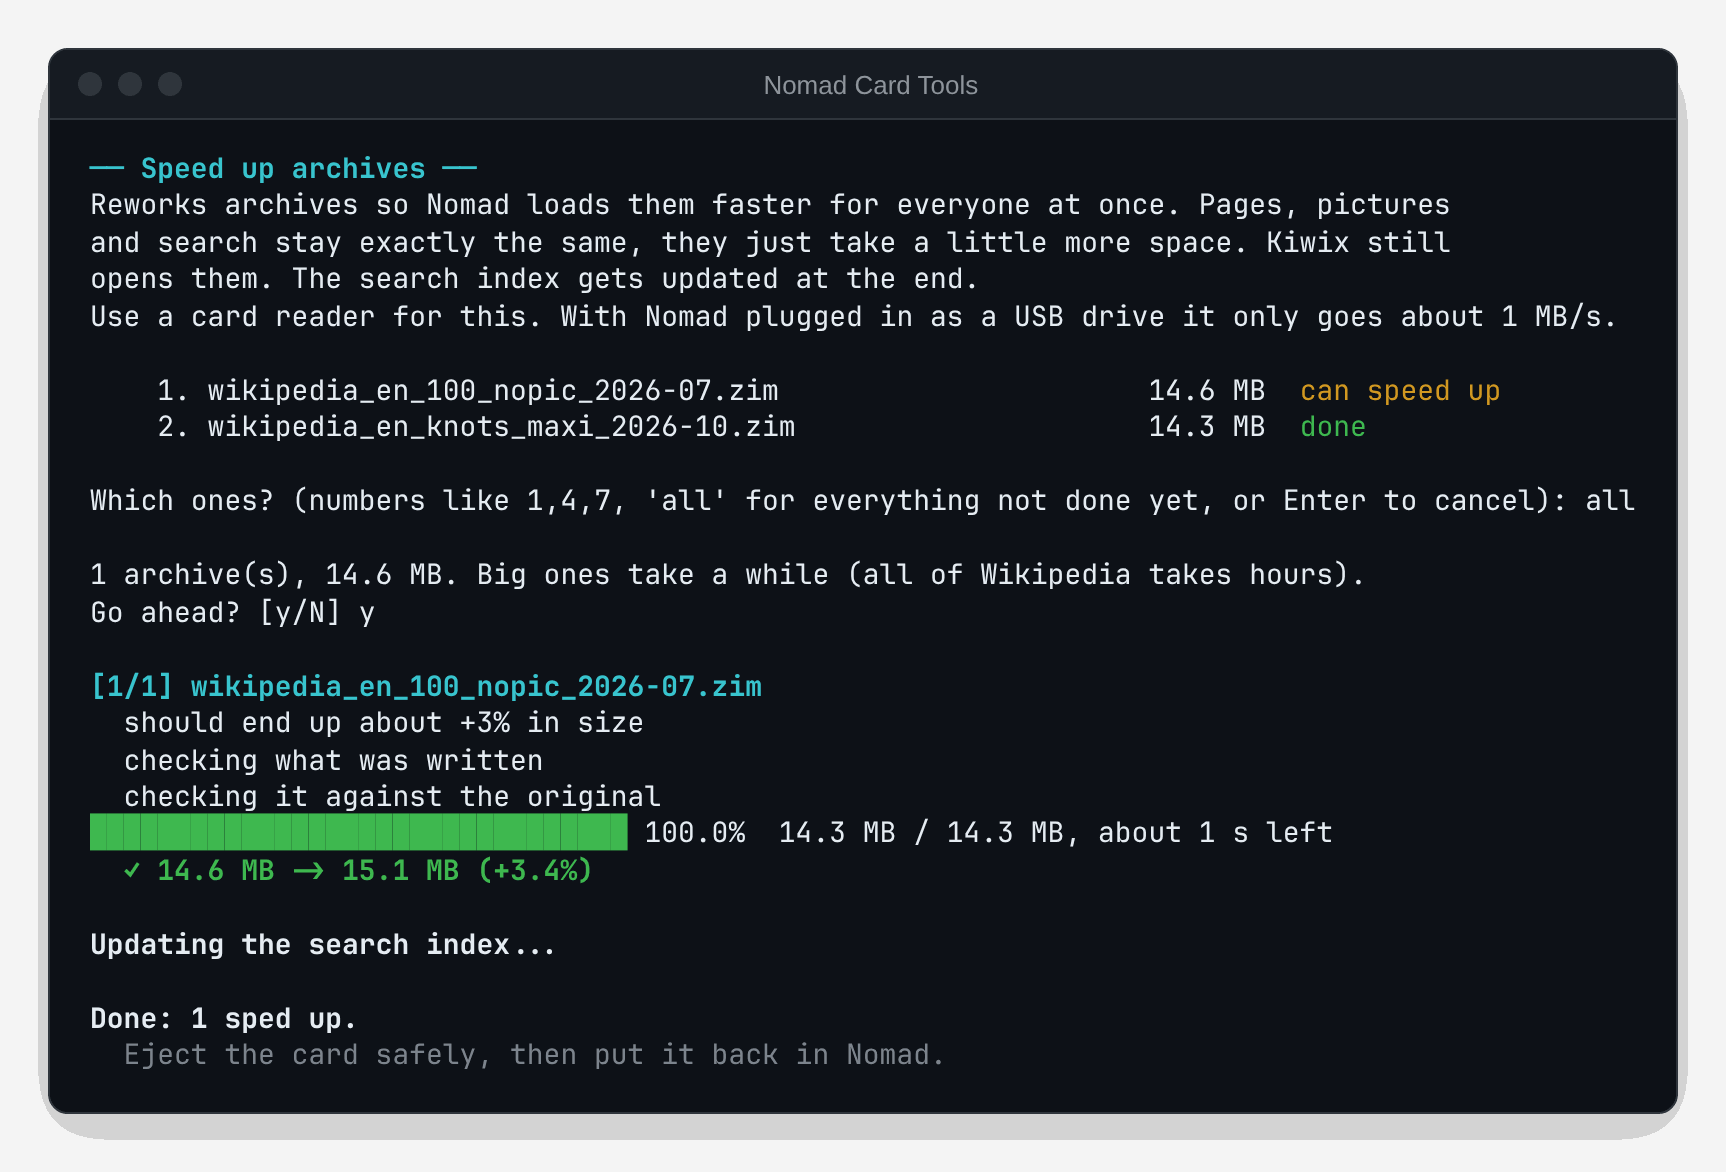 Nomad Card Tools
── Speed up archives ──
Reworks archives so Nomad loads them faster for everyone at once. Pages, pictures
and search stay exactly the same, they just take a little more space. Kiwix still
opens them. The search index gets updated at the end.
Use a card reader for this. With Nomad plugged in as a USB drive it only goes about 1 MB/s.
1. wikipedia_en_100_nopic_2026-07.zim 14.6 MB can speed up
2. wikipedia_en_knots_maxi_2026-10.zim 14.3 MB done
Which ones? (numbers like 1,4,7, 'all' for everything not done yet, or Enter to cancel): all
1 archive(s), 14.6 MB. Big ones take a while (all of Wikipedia takes hours).
Go ahead? [y/N] y
[1/1] wikipedia_en_100_nopic_2026-07.zim
should end up about +3% in size
checking what was written
checking it against the original
100.0% 14.3 MB / 14.3 MB, about 1 s left
✓ 14.6 MB → 15.1 MB (+3.4%)
Updating the search index...
Done: 1 sped up.
Eject the card safely, then put it back in Nomad.